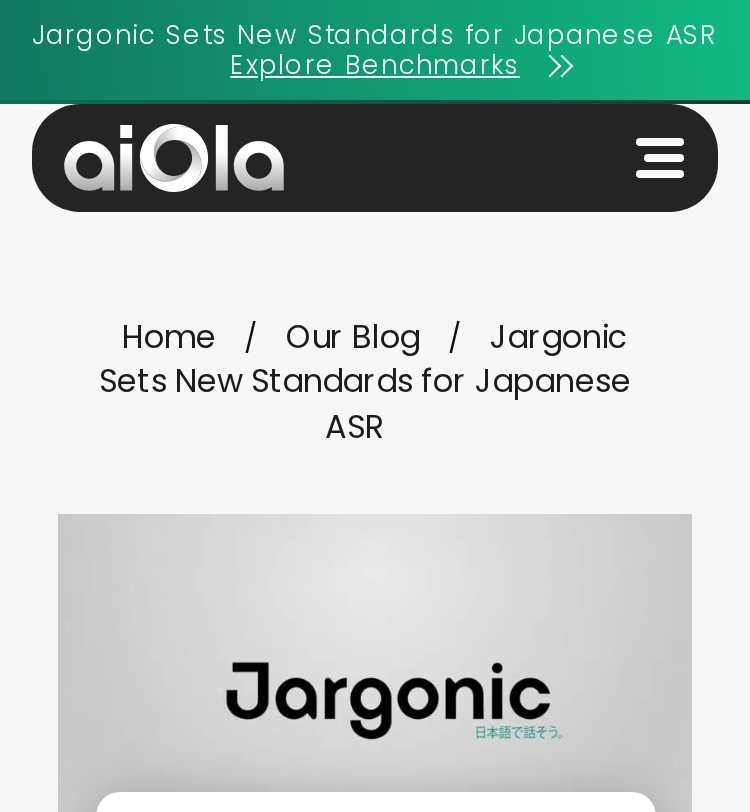 Jargonic Sets New Standards for Japanese ASR
Explore Benchmarks
aiOla
Home / Our Blog / Jargonic
Sets New Standards for Japanese
ASR
Jargonic
日本語で話そう。